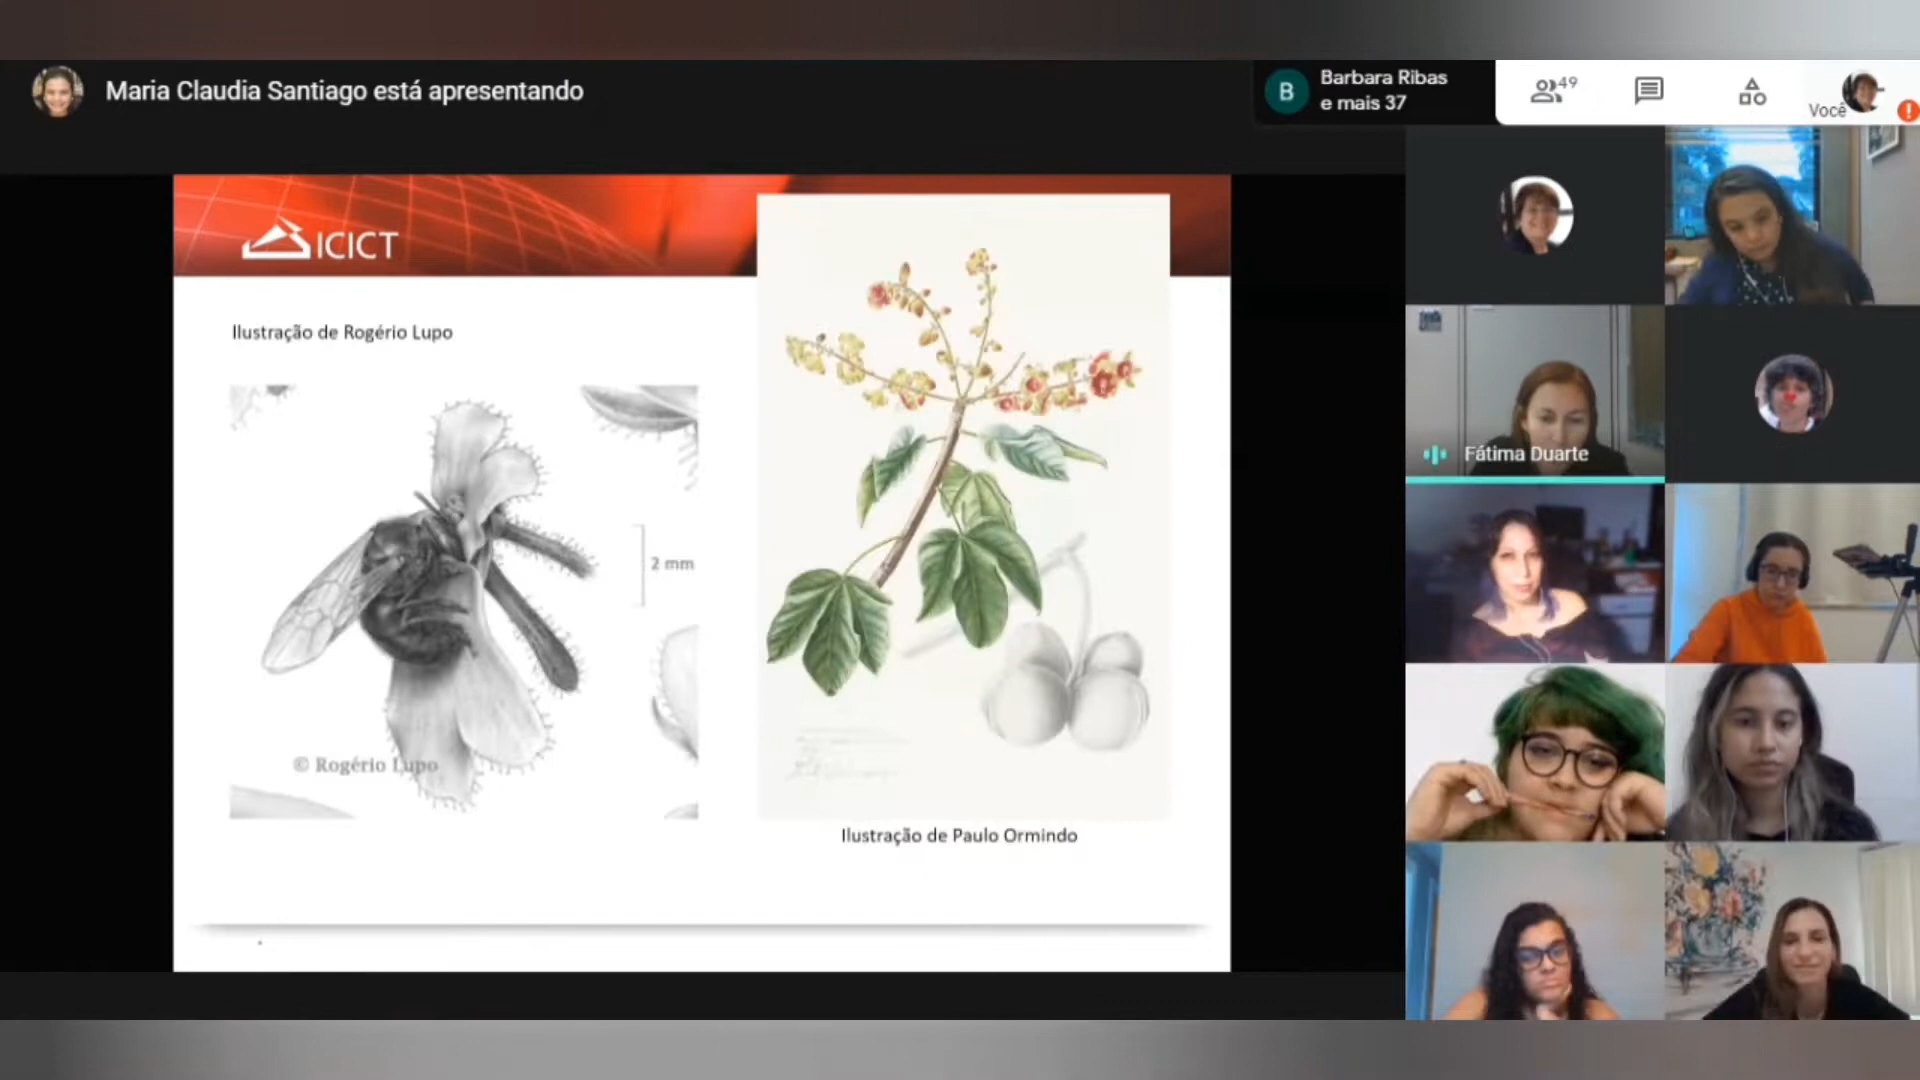 Maria Claudia Santiago está apresentando
B
Barbara Ribas
e mais 37
49
Você
!
ICICT
Ilustração de Rogério Lupo
2 mm
© Rogério Lupo
Ilustração de Paulo Ormindo
Fátima Duarte